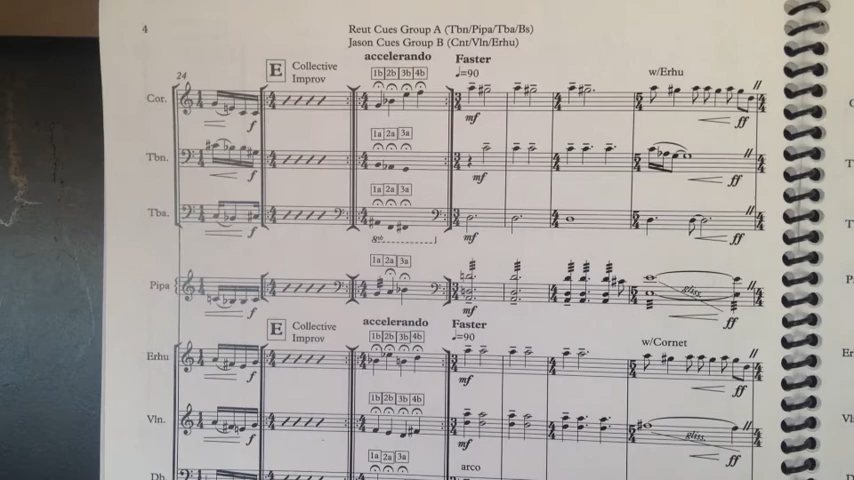 4
Reut Cues Group A (Tbn/Pipa/Tba/Bs)
Jason Cues Group B (Cnt/Vln/Erhu)
24
E Collective Improv
accelerando
Faster
♩=90
1b 2b 3b 4b
w/Erhu
Cor.
f
mf
ff
1a 2a 3a
Tbn.
f
mf
ff
1a 2a 3a
Tba.
f
8vb
mf
ff
1a 2a 3a
Pipa
f
mf
gliss.
ff
E Collective Improv
accelerando
Faster
♩=90
1b 2b 3b 4b
w/Cornet
Erhu
f
mf
ff
1b 2b 3b 4b
Vln.
f
mf
gliss.
ff
1a 2a 3a
arco